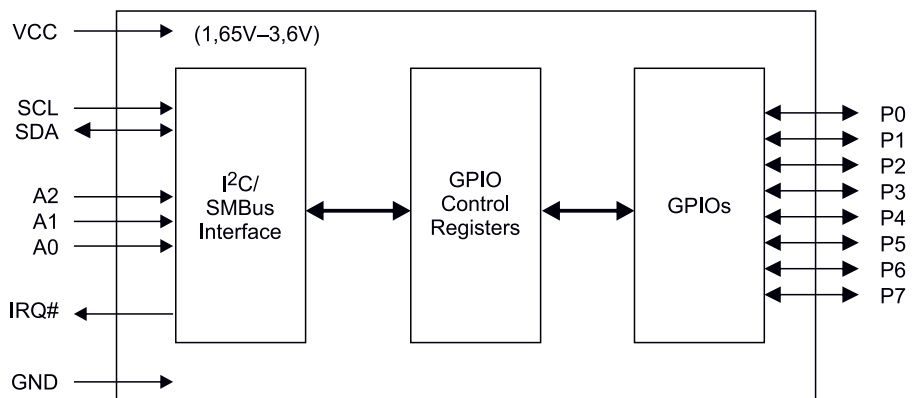 VCC
(1,65V–3,6V)
SCL
SDA
A2
A1
A0
IRQ#
GND
I²C/
SMBus
Interface
GPIO
Control
Registers
GPIOs
P0
P1
P2
P3
P4
P5
P6
P7